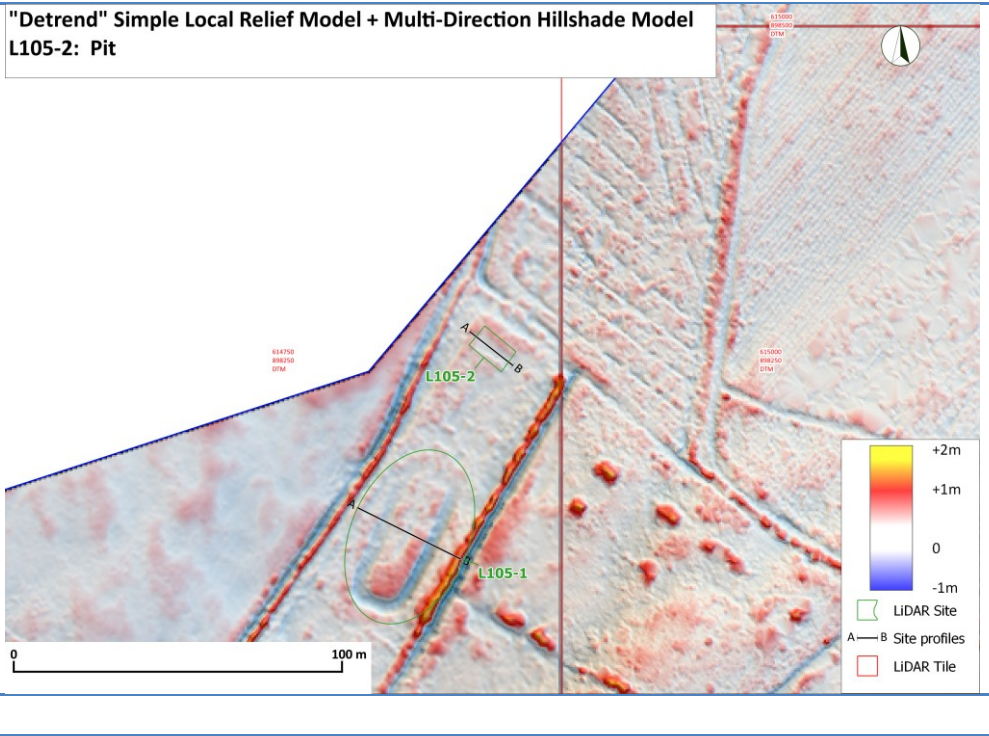 "Detrend" Simple Local Relief Model + Multi-Direction Hillshade Model
L105-2: Pit
615000
898500
DTM
614750
898250
DTM
615000
898250
DTM
A
B
L105-2
A
B
L105-1
+2m
+1m
0
-1m
LiDAR Site
A B Site profiles
LiDAR Tile
0 100 m